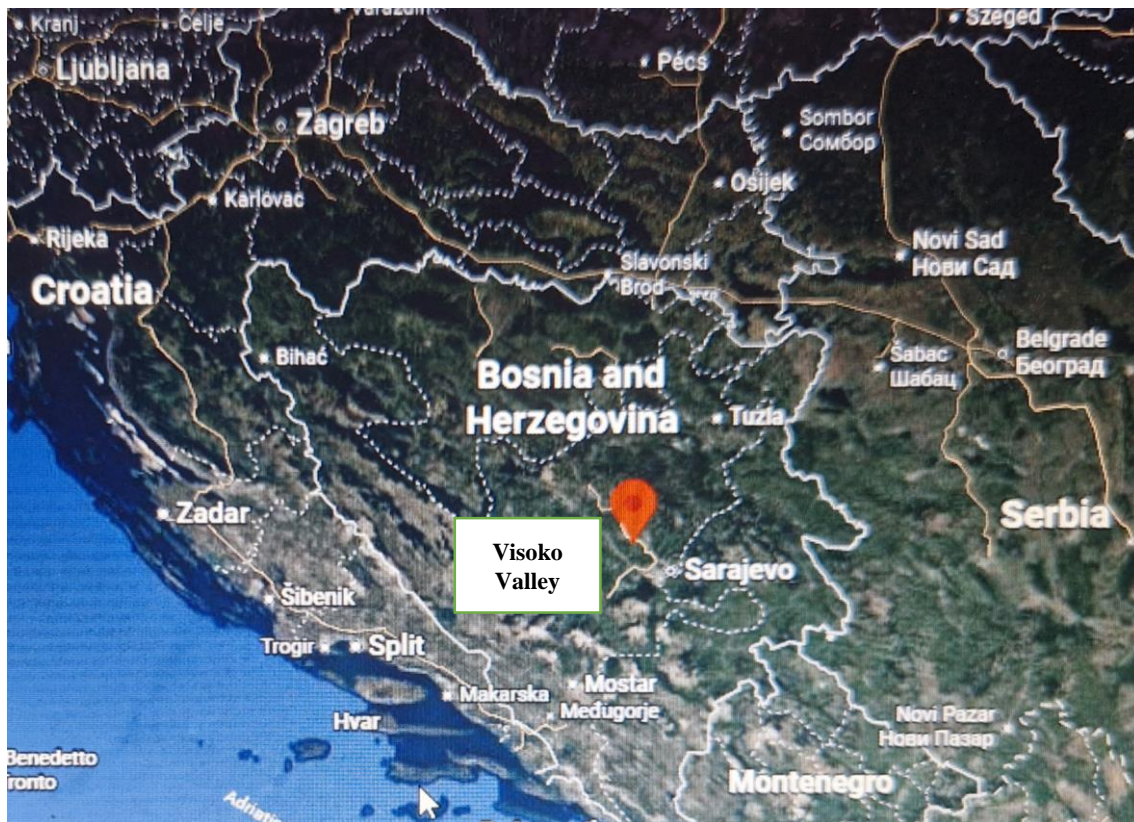 Kranj
Celje
Varaždin
Szeged
Ljubljana
Pécs
Zagreb
Sombor
Сомбор
Osijek
Karlovac
Rijeka
Novi Sad
Нови Сад
Slavonski
Brod
Croatia
Bihać
Belgrade
Београд
Šabac
Шабац
Bosnia and
Herzegovina
Tuzla
Zadar
Serbia
Visoko
Valley
Sarajevo
Šibenik
Trogir
Split
Mostar
Makarska
Međugorje
Hvar
Novi Pazar
Нови Пазар
Benedetto
Tronto
Montenegro